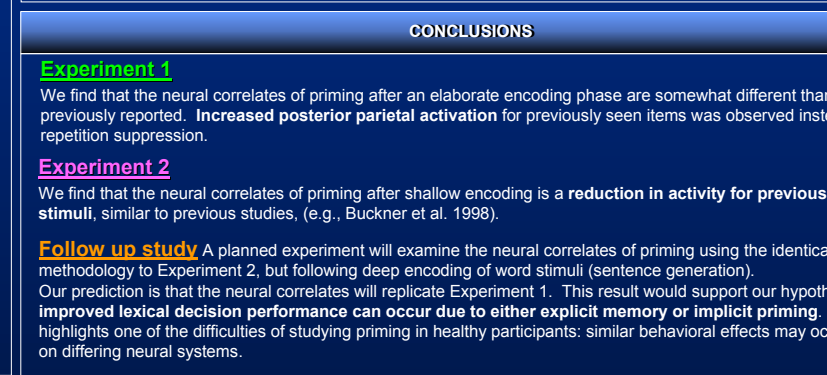 CONCLUSIONS
Experiment 1
We find that the neural correlates of priming after an elaborate encoding phase are somewhat different than
previously reported. Increased posterior parietal activation for previously seen items was observed inste
repetition suppression.
Experiment 2
We find that the neural correlates of priming after shallow encoding is a reduction in activity for previous
stimuli, similar to previous studies, (e.g., Buckner et al. 1998).
Follow up study A planned experiment will examine the neural correlates of priming using the identica
methodology to Experiment 2, but following deep encoding of word stimuli (sentence generation).
Our prediction is that the neural correlates will replicate Experiment 1. This result would support our hypoth
improved lexical decision performance can occur due to either explicit memory or implicit priming.
highlights one of the difficulties of studying priming in healthy participants: similar behavioral effects may oc
on differing neural systems.